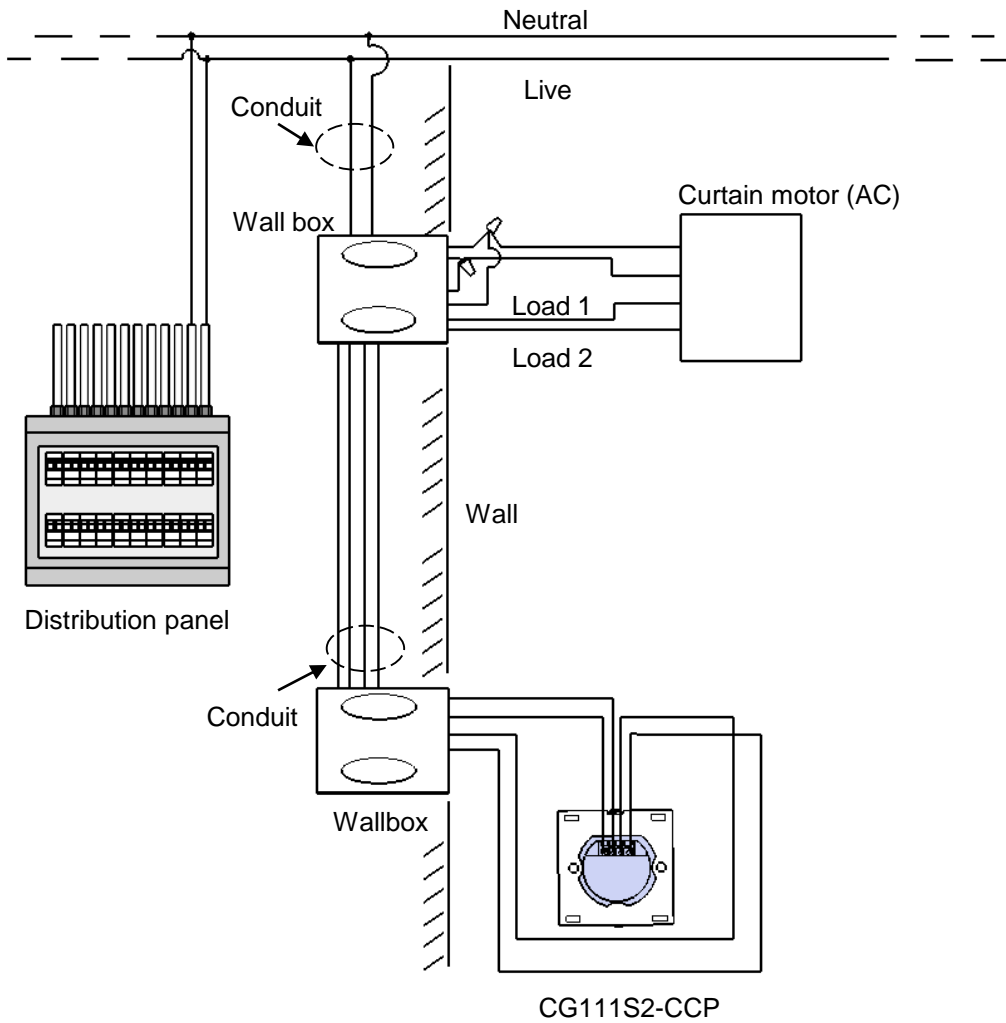 Neutral
Live
Conduit
Curtain motor (AC)
Wall box
Load 1
Load 2
Wall
Distribution panel
Conduit
Wallbox
CG111S2-CCP